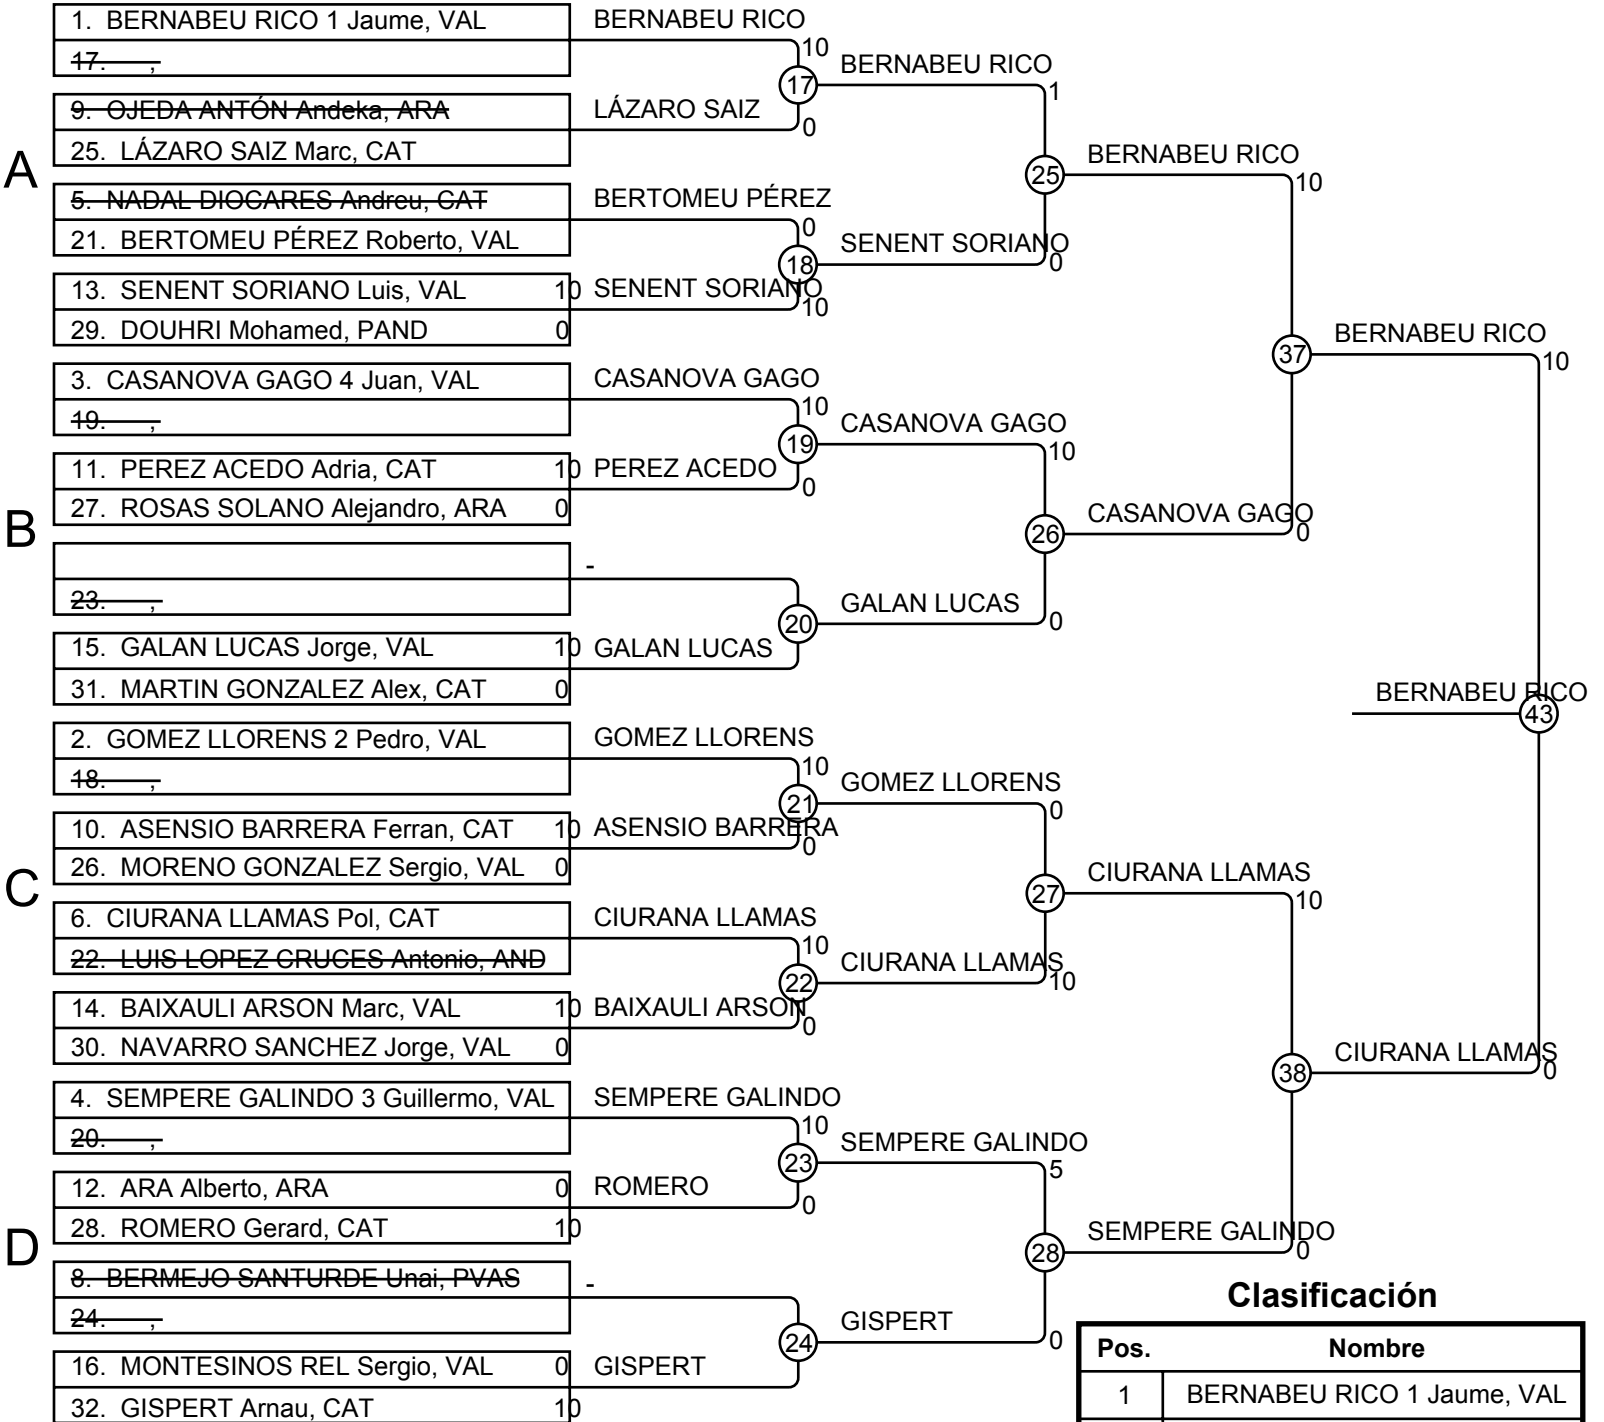 1. BERNABEU RICO 1 Jaume, VAL
17. ,
9. OJEDA ANTÓN Andeka, ARA
25. LÁZARO SAIZ Marc, CAT
A
5. NADAL DIOCARES Andreu, CAT
21. BERTOMEU PÉREZ Roberto, VAL
13. SENENT SORIANO Luis, VAL 10
29. DOUHRI Mohamed, PAND 0
3. CASANOVA GAGO 4 Juan, VAL
19. ,
11. PEREZ ACEDO Adria, CAT 10
27. ROSAS SOLANO Alejandro, ARA 0
B
23. ,
15. GALAN LUCAS Jorge, VAL 10
31. MARTIN GONZALEZ Alex, CAT 0
2. GOMEZ LLORENS 2 Pedro, VAL
18. ,
10. ASENSIO BARRERA Ferran, CAT 10
26. MORENO GONZALEZ Sergio, VAL 0
C
6. CIURANA LLAMAS Pol, CAT
22. LUIS LOPEZ CRUCES Antonio, AND
14. BAIXAULI ARSON Marc, VAL 10
30. NAVARRO SANCHEZ Jorge, VAL 0
4. SEMPERE GALINDO 3 Guillermo, VAL
20. ,
12. ARA Alberto, ARA 0
28. ROMERO Gerard, CAT 10
D
8. BERMEJO SANTURDE Unai, PVAS
24. ,
16. MONTESINOS REL Sergio, VAL 0
32. GISPERT Arnau, CAT 10
BERNABEU RICO
10
17
LÁZARO SAIZ
0
BERTOMEU PÉREZ
0
18
SENENT SORIANO
10
CASANOVA GAGO
10
19
PEREZ ACEDO
0
-
20
GALAN LUCAS
GOMEZ LLORENS
10
21
ASENSIO BARRERA
0
CIURANA LLAMAS
10
22
BAIXAULI ARSON
0
SEMPERE GALINDO
10
23
ROMERO
0
-
24
GISPERT
BERNABEU RICO
1
25
SENENT SORIANO
0
CASANOVA GAGO
10
26
GALAN LUCAS
0
GOMEZ LLORENS
0
27
CIURANA LLAMAS
10
SEMPERE GALINDO
5
28
GISPERT
0
BERNABEU RICO
10
37
CASANOVA GAGO
0
CIURANA LLAMAS
10
38
SEMPERE GALINDO
0
BERNABEU RICO
10
BERNABEU RICO
43
CIURANA LLAMAS
0
Clasificación
Pos. Nombre
1 BERNABEU RICO 1 Jaume, VAL